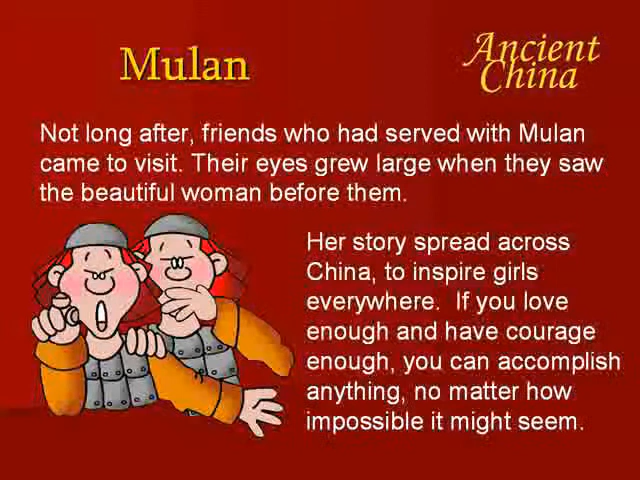 Mulan
Ancient
China
Not long after, friends who had served with Mulan
came to visit. Their eyes grew large when they saw
the beautiful woman before them.
Her story spread across
China, to inspire girls
everywhere.  If you love
enough and have courage
enough, you can accomplish
anything, no matter how
impossible it might seem.